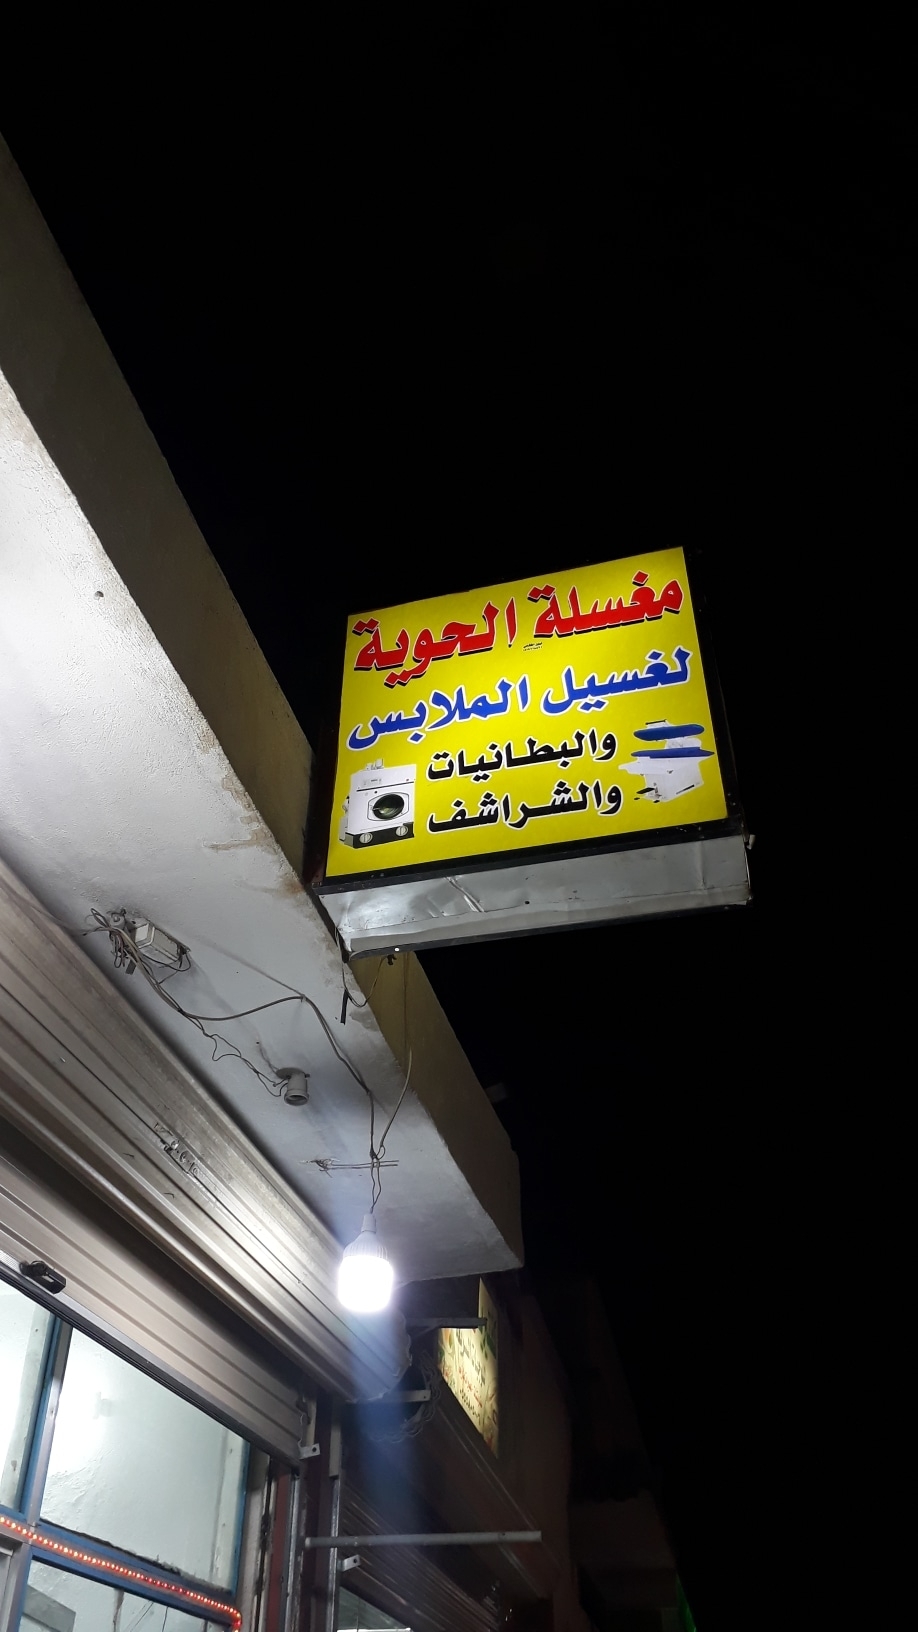 مغسلة الحوية
لغسيل الملابس
والبطانيات
والشراشف